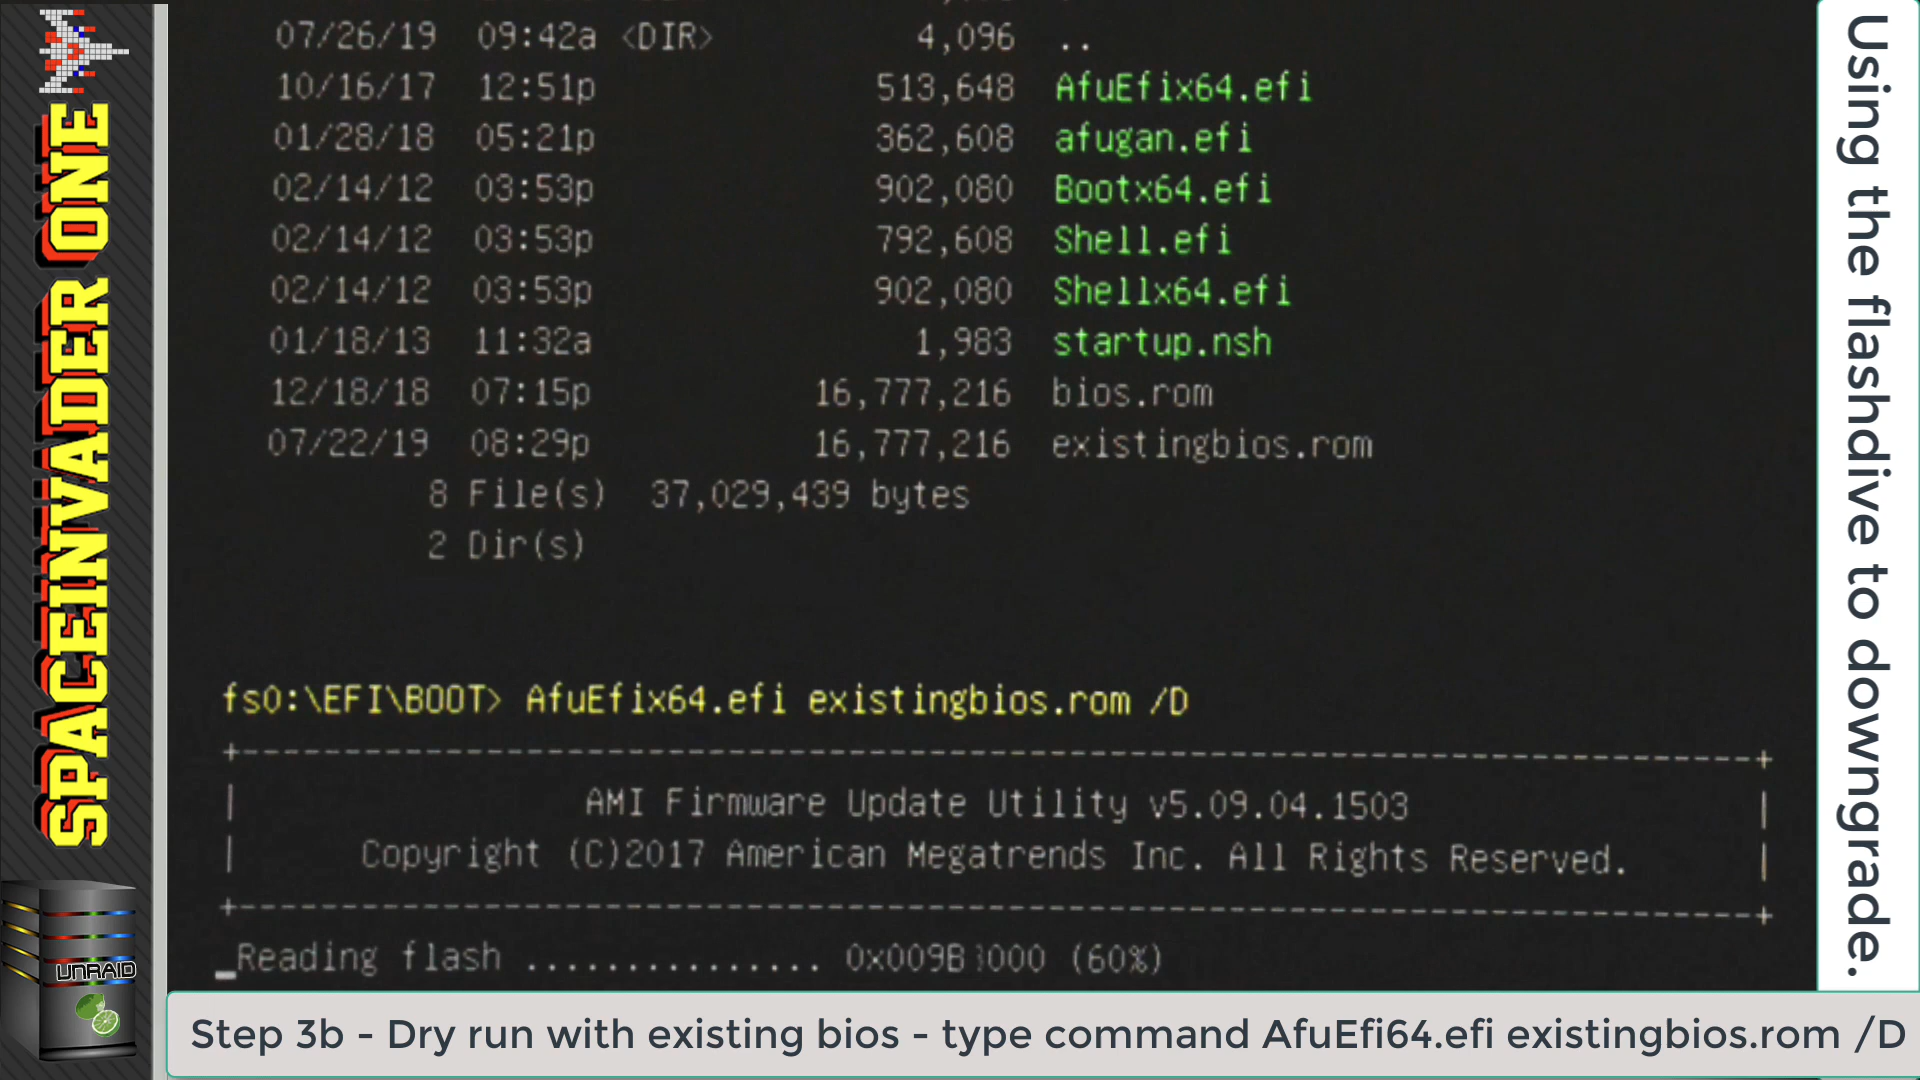 SPACEINVADER ONE
UNRAID
07/26/19 09:42a <DIR> 4,096 ..
10/16/17 12:51p 513,648 AfuEfix64.efi
01/28/18 05:21p 362,608 afugan.efi
02/14/12 03:53p 902,080 Bootx64.efi
02/14/12 03:53p 792,608 Shell.efi
02/14/12 03:53p 902,080 Shellx64.efi
01/18/13 11:32a 1,983 startup.nsh
12/18/18 07:15p 16,777,216 bios.rom
07/22/19 08:29p 16,777,216 existingbios.rom
8 File(s) 37,029,439 bytes
2 Dir(s)
fs0:\EFI\BOOT> AfuEfix64.efi existingbios.rom /D
+---------------------------------------------------------------------------+
| AMI Firmware Update Utility v5.09.04.1503 |
| Copyright (C)2017 American Megatrends Inc. All Rights Reserved. |
+---------------------------------------------------------------------------+
Reading flash ............... (60%)
Using the flashdive to downgrade.
Step 3b - Dry run with existing bios - type command AfuEfi64.efi existingbios.rom /D